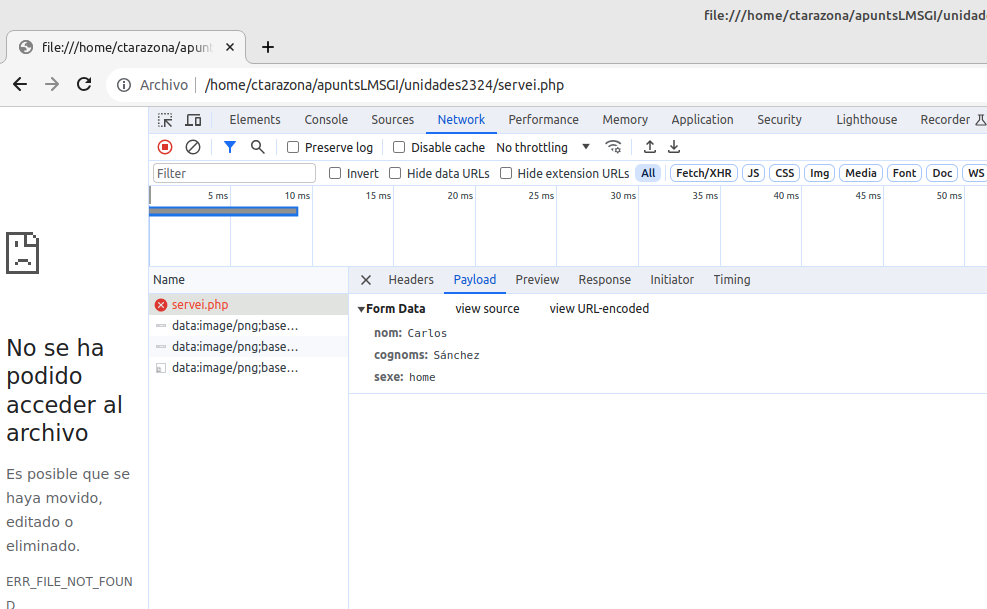 file:///home/ctarazona/apuntsLMSGI/unidade
file:///home/ctarazona/apunt
Archivo /home/ctarazona/apuntsLMSGI/unidades2324/servei.php
Elements Console Sources Network Performance Memory Application Security Lighthouse Recorder
Preserve log Disable cache No throttling
Filter Invert Hide data URLs Hide extension URLs All Fetch/XHR JS CSS Img Media Font Doc WS
5 ms 10 ms 15 ms 20 ms 25 ms 30 ms 35 ms 40 ms 45 ms 50 ms
Name Headers Payload Preview Response Initiator Timing
servei.php
data:image/png;base...
data:image/png;base...
data:image/png;base...
Form Data view source view URL-encoded
nom: Carlos
cognoms: Sánchez
sexe: home
No se ha
podido
acceder al
archivo
Es posible que se
haya movido,
editado o
eliminado.
ERR_FILE_NOT_FOUN
D